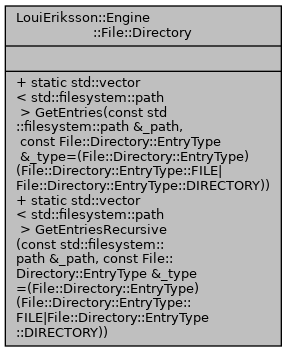 LouiEriksson::Engine
::File::Directory
+ static std::vector
< std::filesystem::path
> GetEntries(const std
::filesystem::path &_path,
const File::Directory::EntryType
&_type=(File::Directory::EntryType)
(File::Directory::EntryType::FILE|
File::Directory::EntryType::DIRECTORY))
+ static std::vector
< std::filesystem::path
> GetEntriesRecursive
(const std::filesystem::
path &_path, const File::
Directory::EntryType &_type
=(File::Directory::EntryType)
(File::Directory::EntryType::
FILE|File::Directory::EntryType
::DIRECTORY))